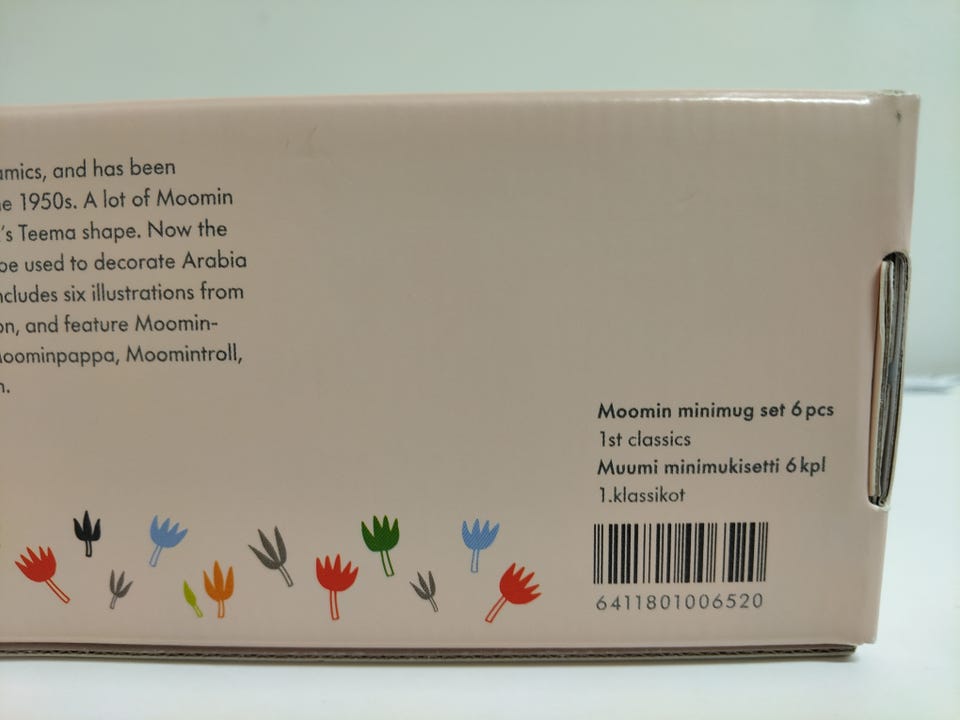 amics, and has been
e 1950s. A lot of Moomin
's Teema shape. Now the
be used to decorate Arabia
ncludes six illustrations from
on, and feature Moomin-
oominpappa, Moomintroll,
n.
Moomin minimug set 6 pcs
1st classics
Muumi minimukisetti 6 kpl
1.klassikot
6411801006520